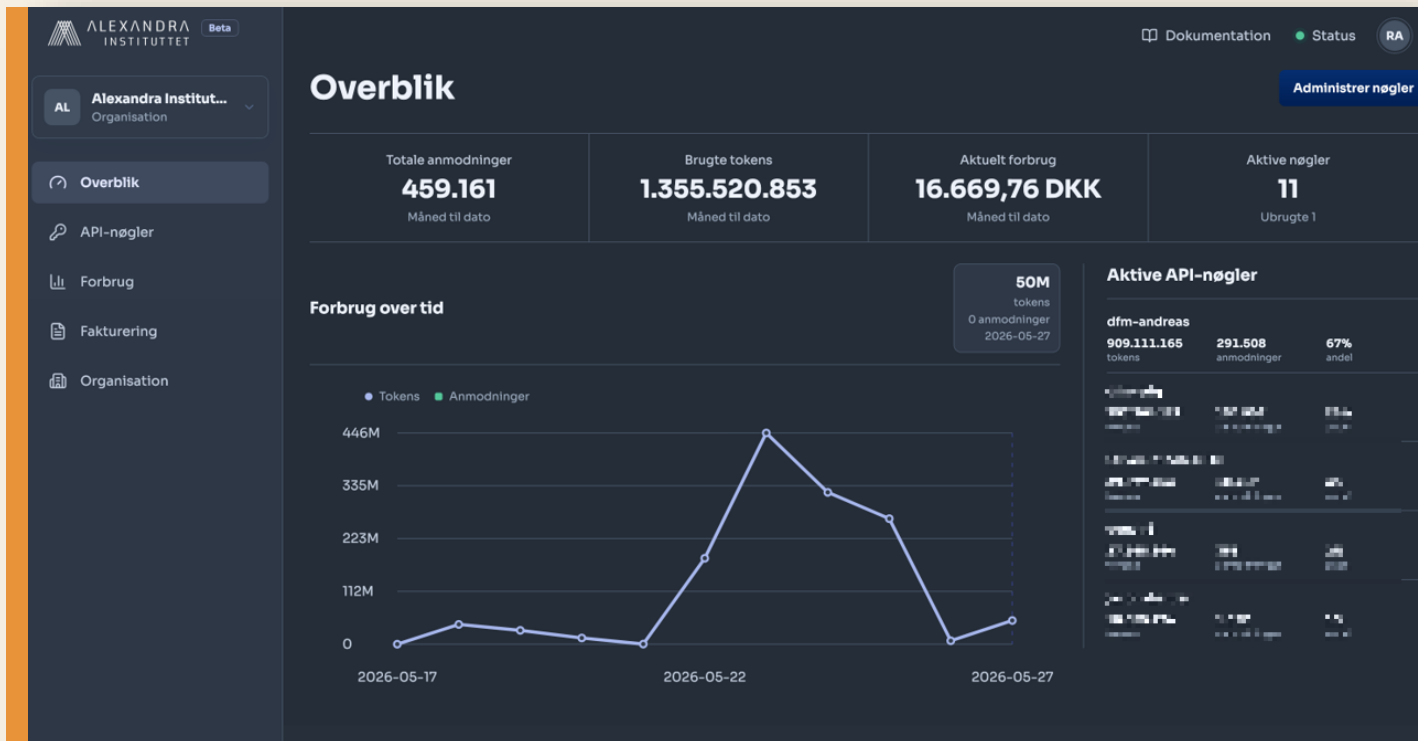 ALEXANDRA
INSTITUTTET
Beta
Dokumentation
Status
RA
AL
Alexandra Institut...
Organisation
Overblik
Administrer nøgler
Overblik
API-nøgler
Forbrug
Fakturering
Organisation
Totale anmodninger
459.161
Måned til dato
Brugte tokens
1.355.520.853
Måned til dato
Aktuelt forbrug
16.669,76 DKK
Måned til dato
Aktive nøgler
11
Ubrugte 1
Forbrug over tid
50M
tokens
0 anmodninger
2026-05-27
Tokens Anmodninger
446M
335M
223M
112M
0
2026-05-17 2026-05-22 2026-05-27
Aktive API-nøgler
dfm-andreas
909.111.165 291.508 67%
tokens anmodninger andel